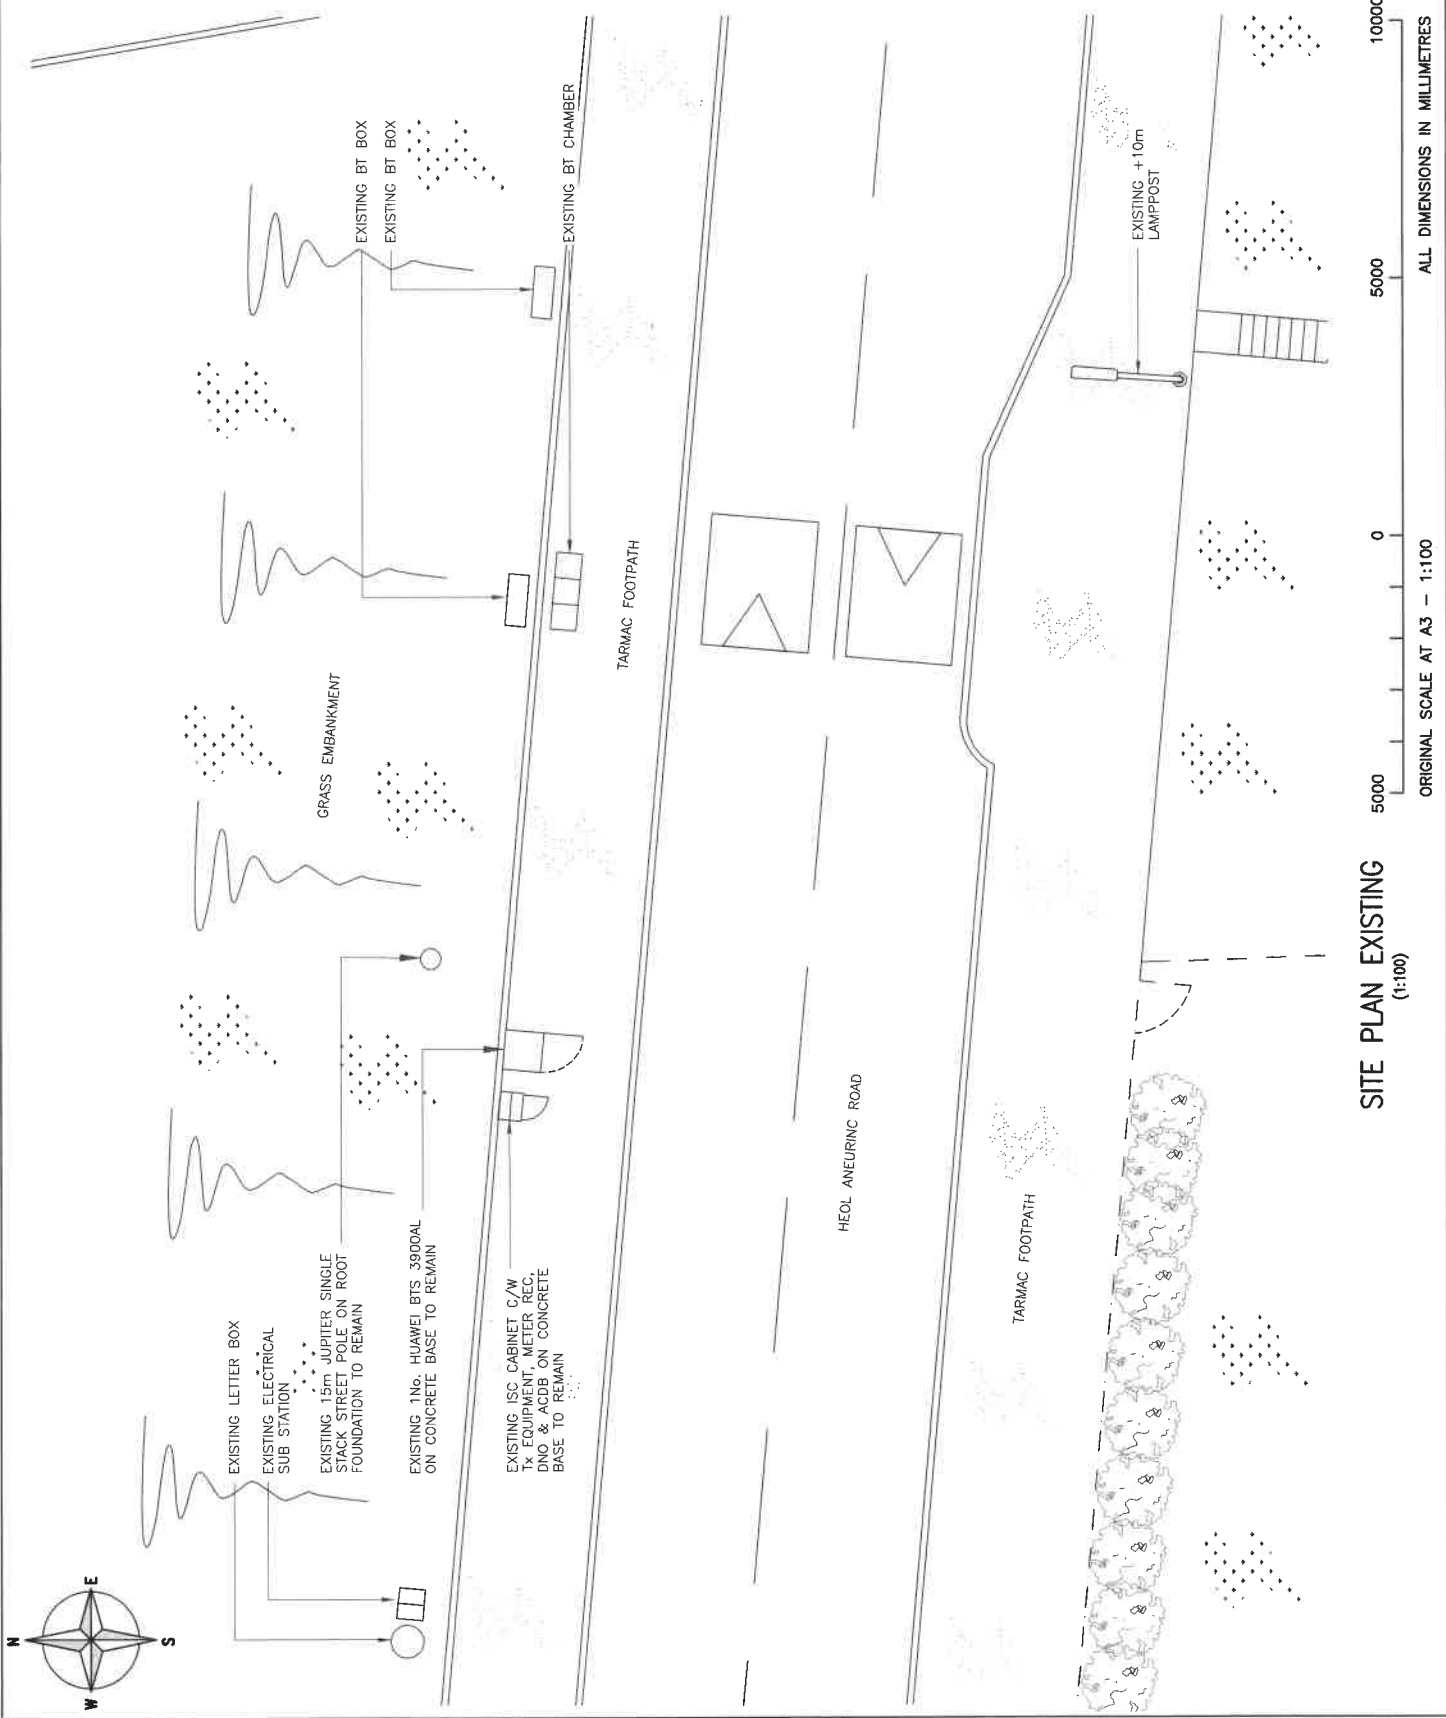 N
E
S
W
EXISTING LETTER BOX
EXISTING ELECTRICAL
SUB STATION
EXISTING 15m JUPITER SINGLE
STACK STREET POLE ON ROOT
FOUNDATION TO REMAIN
EXISTING 1No. HUAWEI BTS 3900AL
ON CONCRETE BASE TO REMAIN
EXISTING ISC CABINET C/W
Tx EQUIPMENT, METER REC,
DNO & ACDB ON CONCRETE
BASE TO REMAIN
GRASS EMBANKMENT
EXISTING BT BOX
EXISTING BT BOX
EXISTING BT CHAMBER
TARMAC FOOTPATH
HEOL ANEURINC ROAD
TARMAC FOOTPATH
EXISTING +10m
LAMPPOST
SITE PLAN EXISTING
(1:100)
5000
0
5000
10000
ORIGINAL SCALE AT A3 – 1:100
ALL DIMENSIONS IN MILLIMETRES